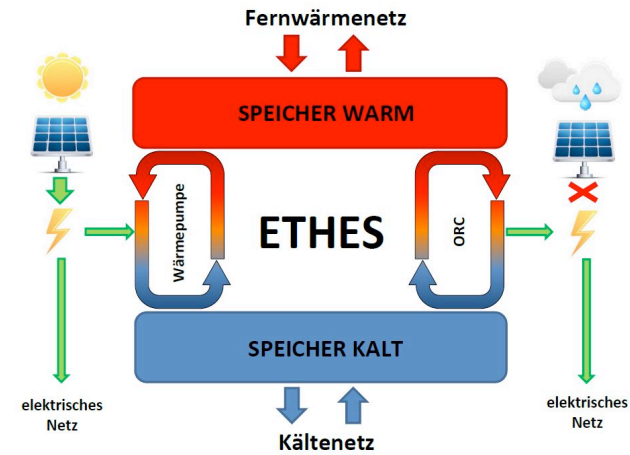 Fernwärmenetz
SPEICHER WARM
Wärmepumpe
ETHES
ORC
SPEICHER KALT
elektrisches
Netz
elektrisches
Netz
Kältenetz